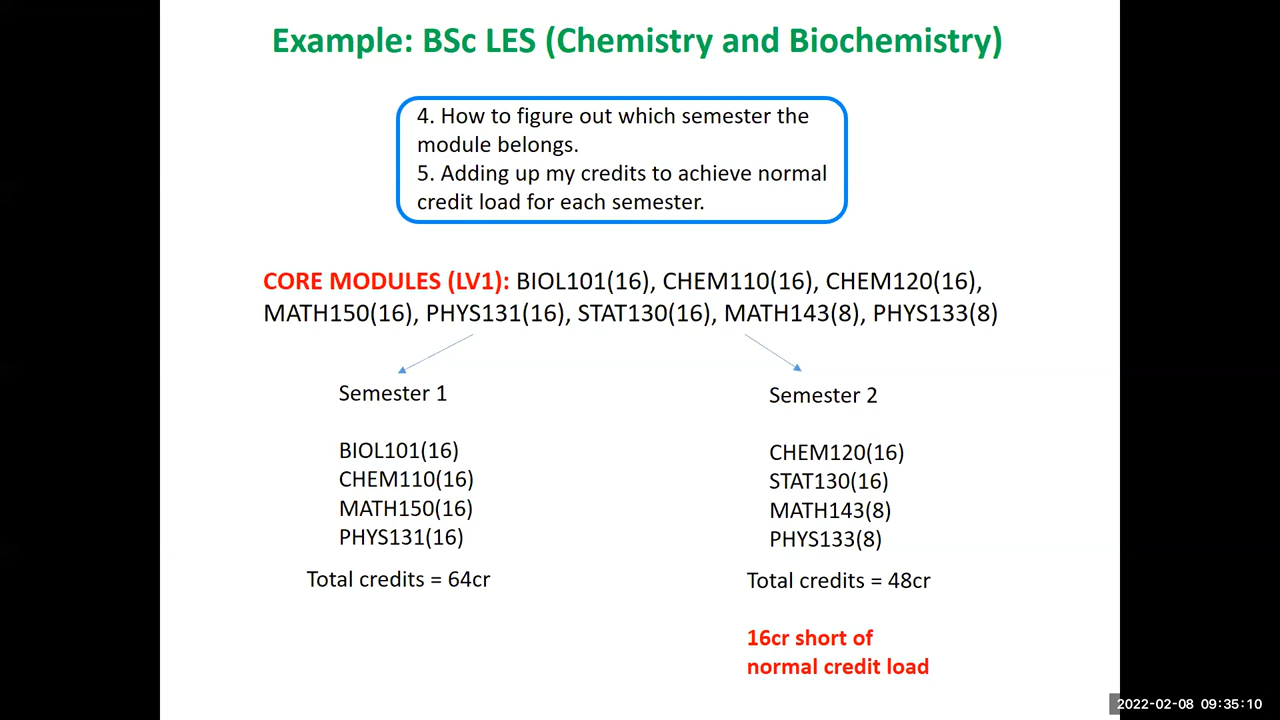 Example: BSc LES (Chemistry and Biochemistry)
4. How to figure out which semester the
module belongs.
5. Adding up my credits to achieve normal
credit load for each semester.
CORE MODULES (LV1): BIOL101(16), CHEM110(16), CHEM120(16),
MATH150(16), PHYS131(16), STAT130(16), MATH143(8), PHYS133(8)
Semester 1
BIOL101(16)
CHEM110(16)
MATH150(16)
PHYS131(16)
Total credits = 64cr
Semester 2
CHEM120(16)
STAT130(16)
MATH143(8)
PHYS133(8)
Total credits = 48cr
16cr short of
normal credit load
2022-02-08 09:35:10